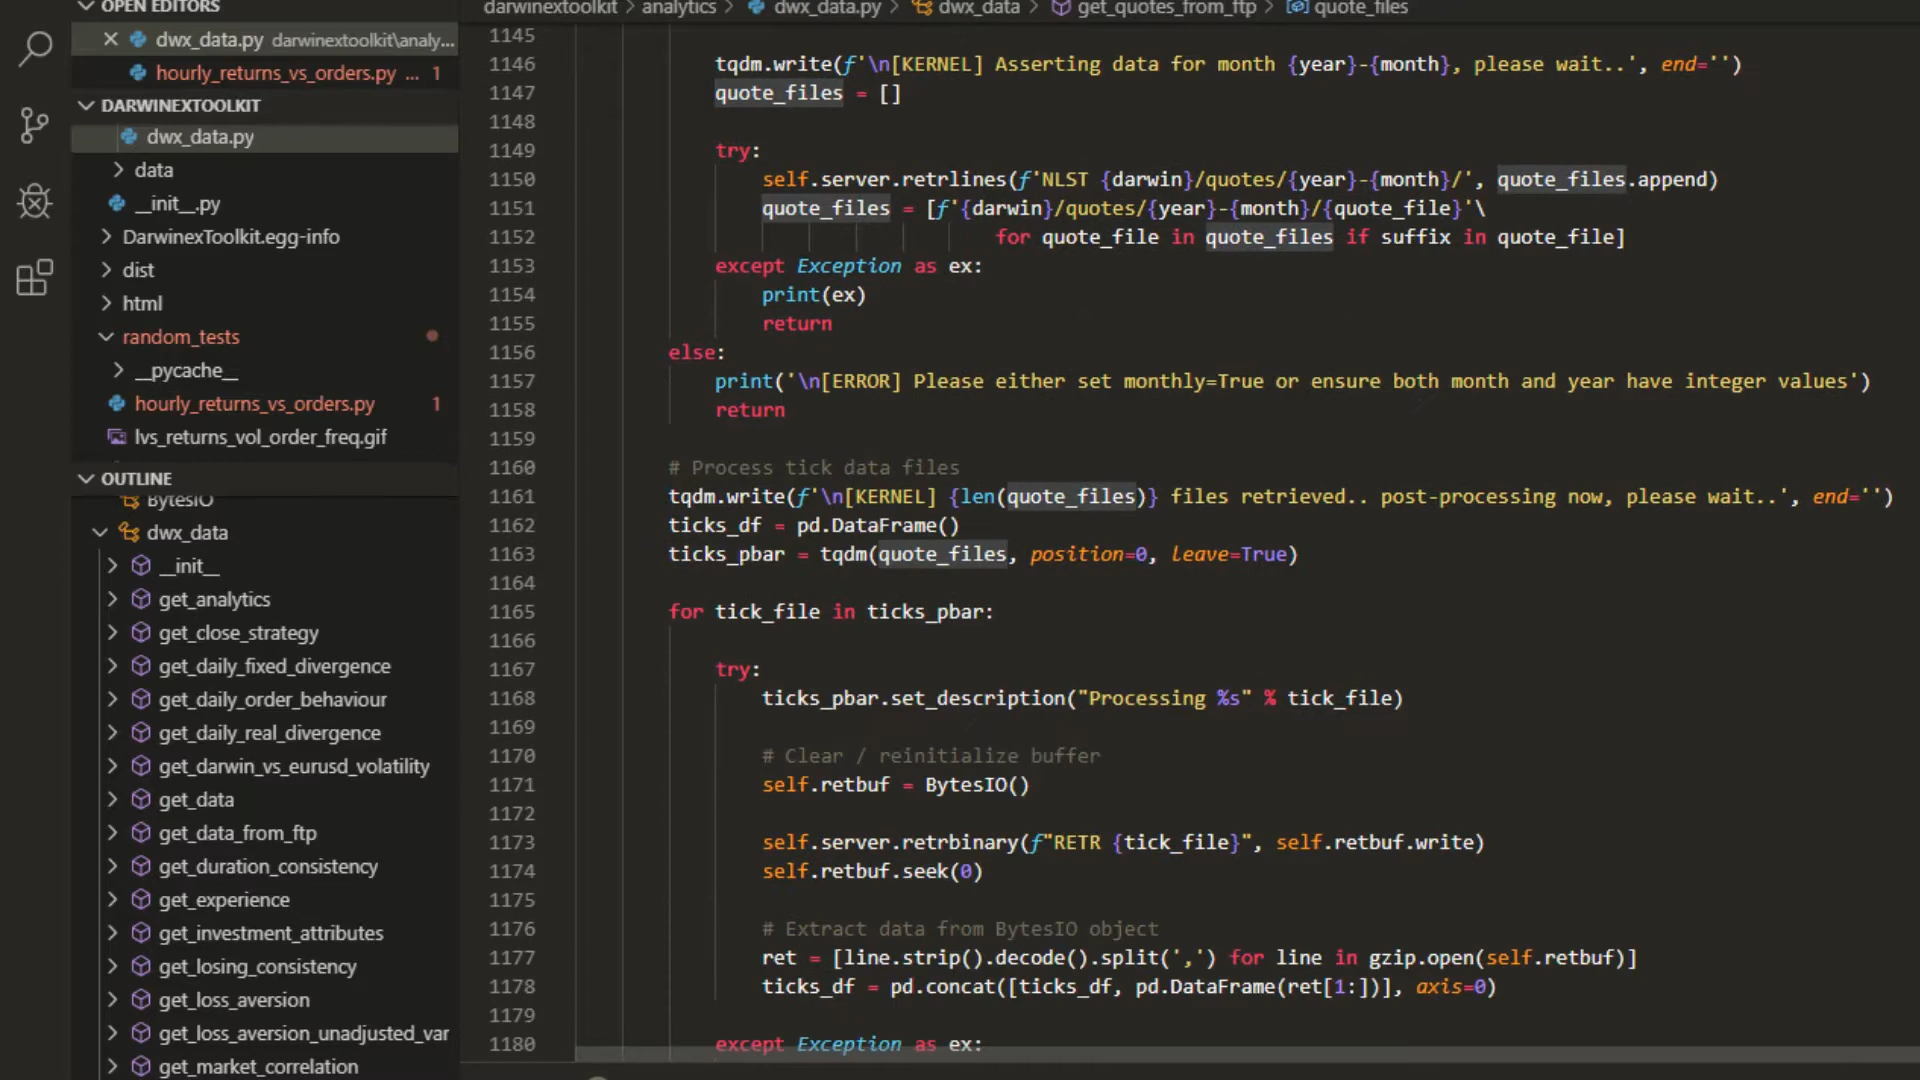 OPEN EDITORS
dwx_data.py darwinextoolkit\analy...
hourly_returns_vs_orders.py ... 1
DARWINEXTOOLKIT
dwx_data.py
data
__init__.py
DarwinexToolkit.egg-info
dist
html
random_tests
__pycache__
hourly_returns_vs_orders.py 1
lvs_returns_vol_order_freq.gif
OUTLINE
BytesIO
dwx_data
__init__
get_analytics
get_close_strategy
get_daily_fixed_divergence
get_daily_order_behaviour
get_daily_real_divergence
get_darwin_vs_eurusd_volatility
get_data
get_data_from_ftp
get_duration_consistency
get_experience
get_investment_attributes
get_losing_consistency
get_loss_aversion
get_loss_aversion_unadjusted_var
get_market_correlation
darwinextoolkit > analytics > dwx_data.py > dwx_data > get_quotes_from_ftp > quote_files
1145
1146 tqdm.write(f'\n[KERNEL] Asserting data for month {year}-{month}, please wait..', end='')
1147 quote_files = []
1148
1149 try:
1150 self.server.retrlines(f'NLST {darwin}/quotes/{year}-{month}/', quote_files.append)
1151 quote_files = [f'{darwin}/quotes/{year}-{month}/{quote_file}'\
1152 for quote_file in quote_files if suffix in quote_file]
1153 except Exception as ex:
1154 print(ex)
1155 return
1156 else:
1157 print('\n[ERROR] Please either set monthly=True or ensure both month and year have integer values')
1158 return
1159
1160 # Process tick data files
1161 tqdm.write(f'\n[KERNEL] {len(quote_files)} files retrieved.. post-processing now, please wait..', end='')
1162 ticks_df = pd.DataFrame()
1163 ticks_pbar = tqdm(quote_files, position=0, leave=True)
1164
1165 for tick_file in ticks_pbar:
1166
1167 try:
1168 ticks_pbar.set_description("Processing %s" % tick_file)
1169
1170 # Clear / reinitialize buffer
1171 self.retbuf = BytesIO()
1172
1173 self.server.retrbinary(f"RETR {tick_file}", self.retbuf.write)
1174 self.retbuf.seek(0)
1175
1176 # Extract data from BytesIO object
1177 ret = [line.strip().decode().split(',') for line in gzip.open(self.retbuf)]
1178 ticks_df = pd.concat([ticks_df, pd.DataFrame(ret[1:])], axis=0)
1179
1180 except Exception as ex: